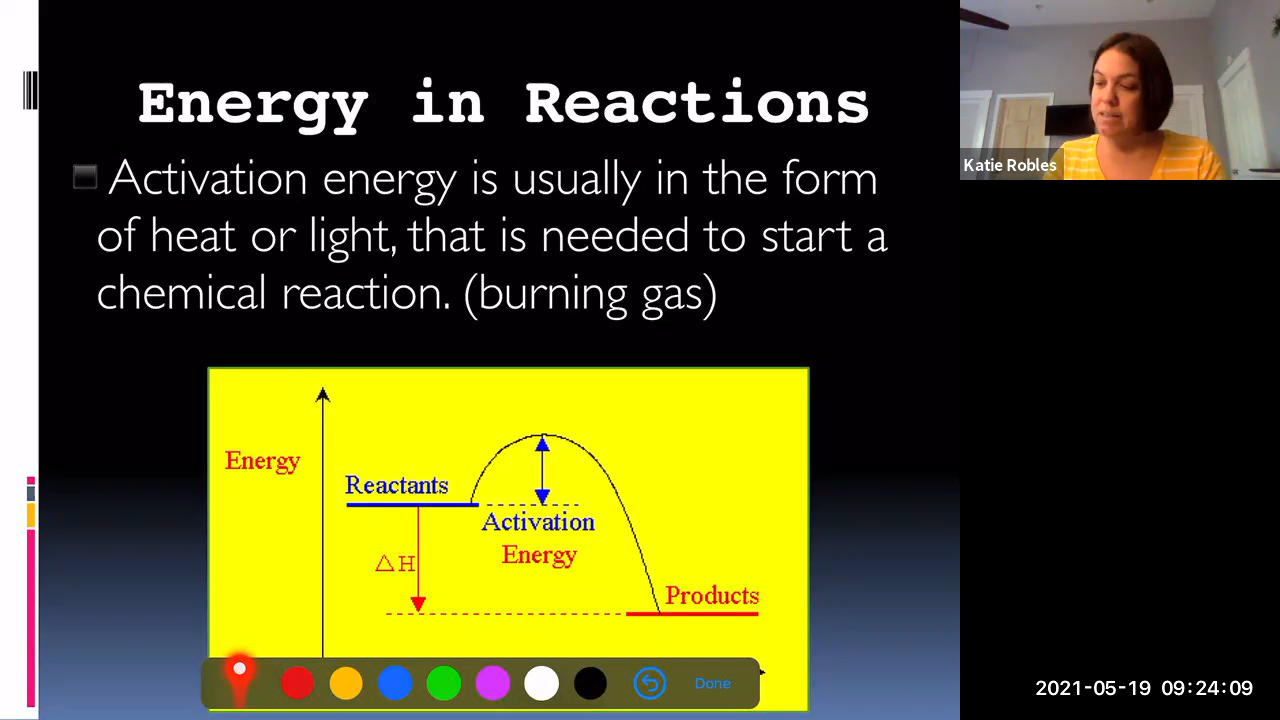 Energy in Reactions
Activation energy is usually in the form
of heat or light, that is needed to start a
chemical reaction. (burning gas)
Energy
Reactants
Activation
Energy
△H
Products
Done
Katie Robles
2021-05-19 09:24:09